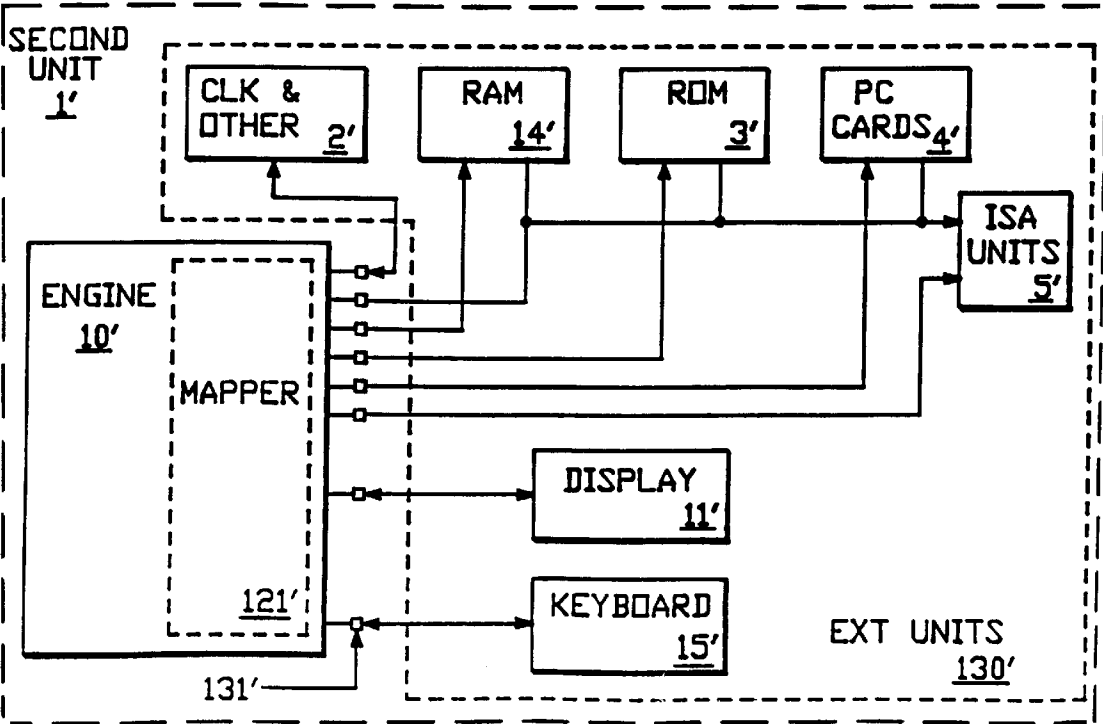 SECOND
UNIT
1'
CLK &
OTHER
2'
RAM
14'
ROM
3'
PC
CARDS
4'
ISA
UNITS
5'
ENGINE
10'
MAPPER
121'
DISPLAY
11'
KEYBOARD
15'
EXT UNITS
130'
131'